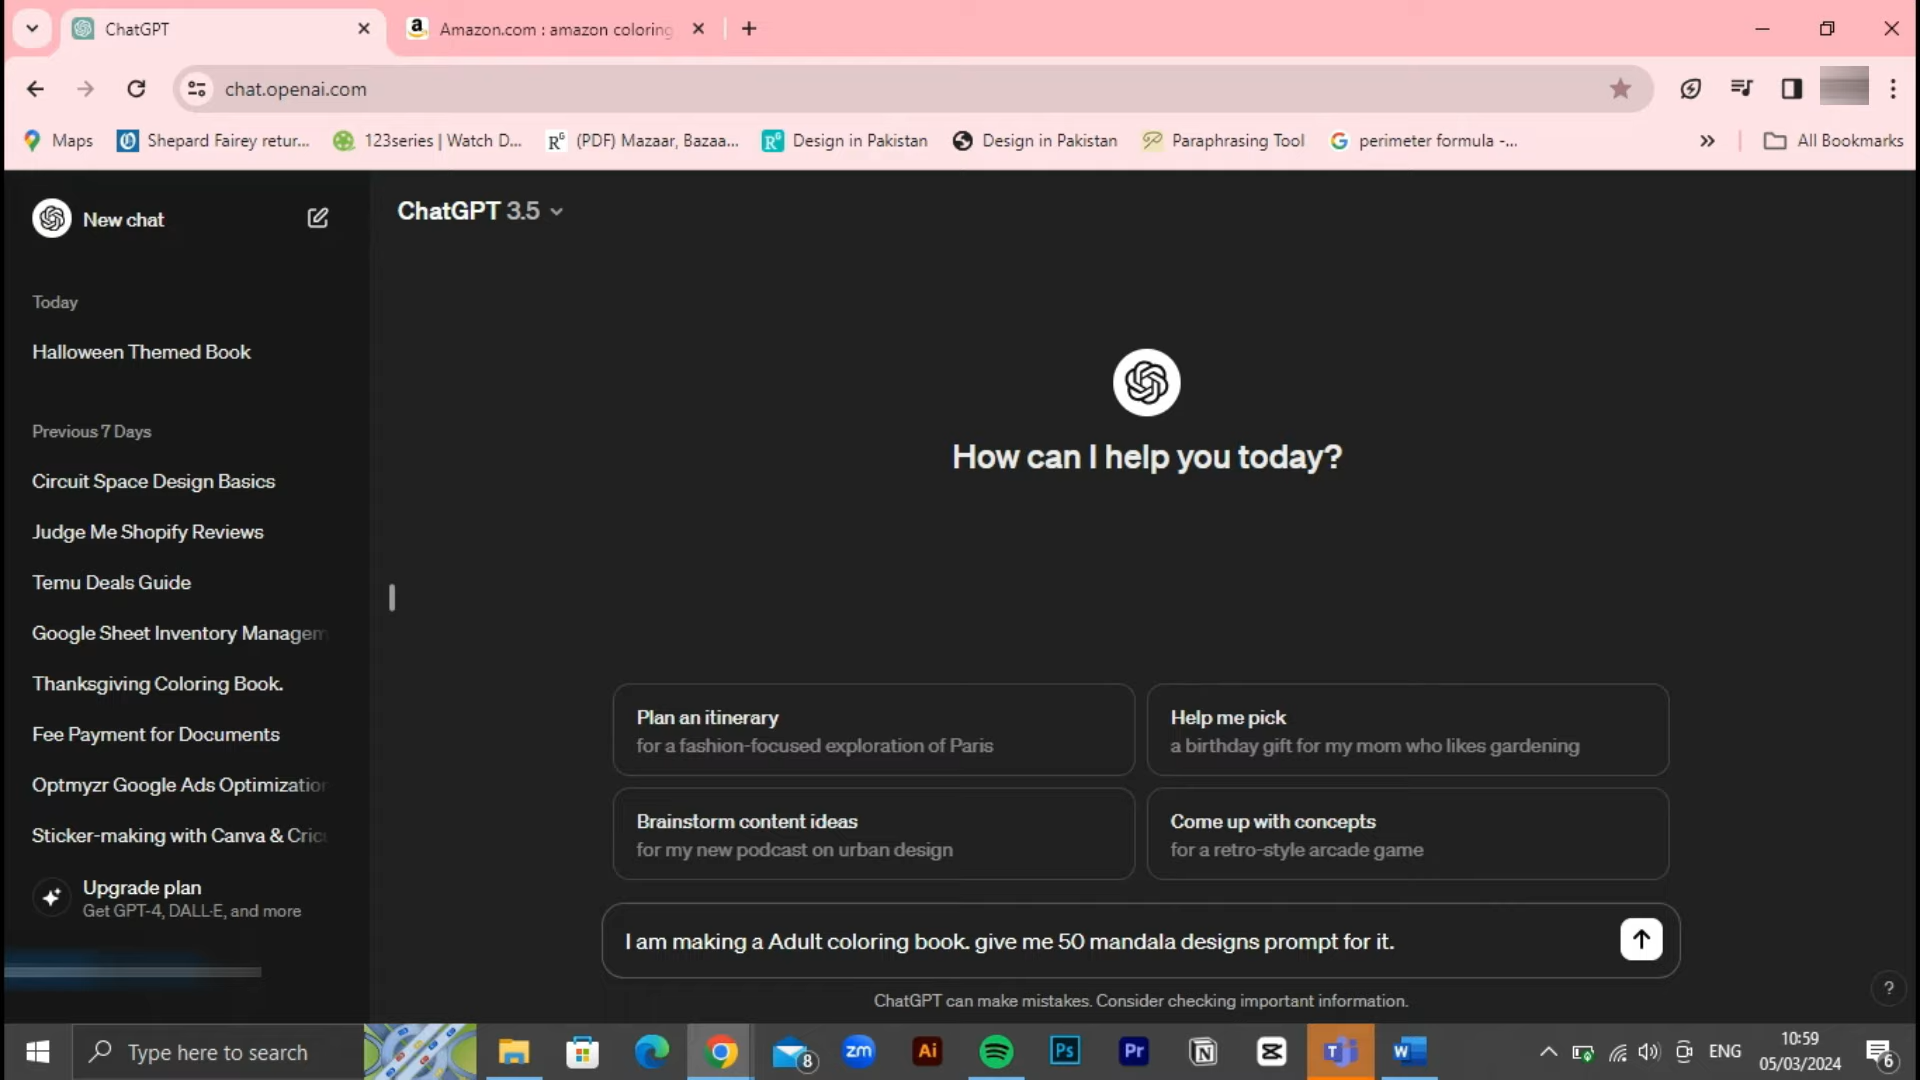 ChatGPT
Amazon.com : amazon coloring
chat.openai.com
Maps
Shepard Fairey retur...
123series | Watch D...
R^G (PDF) Mazaar, Bazaa...
R^G Design in Pakistan
Design in Pakistan
Paraphrasing Tool
perimeter formula -...
All Bookmarks
New chat
ChatGPT 3.5
Today
Halloween Themed Book
Previous 7 Days
Circuit Space Design Basics
Judge Me Shopify Reviews
Temu Deals Guide
Google Sheet Inventory Managem
Thanksgiving Coloring Book.
Fee Payment for Documents
Optmyzr Google Ads Optimization
Sticker-making with Canva & Cricu
Upgrade plan
Get GPT-4, DALL·E, and more
How can I help you today?
Plan an itinerary
for a fashion-focused exploration of Paris
Help me pick
a birthday gift for my mom who likes gardening
Brainstorm content ideas
for my new podcast on urban design
Come up with concepts
for a retro-style arcade game
I am making a Adult coloring book. give me 50 mandala designs prompt for it.
ChatGPT can make mistakes. Consider checking important information.
?
Type here to search
8
zm
Ai
Ps
Pr
ENG
10:59
05/03/2024
6